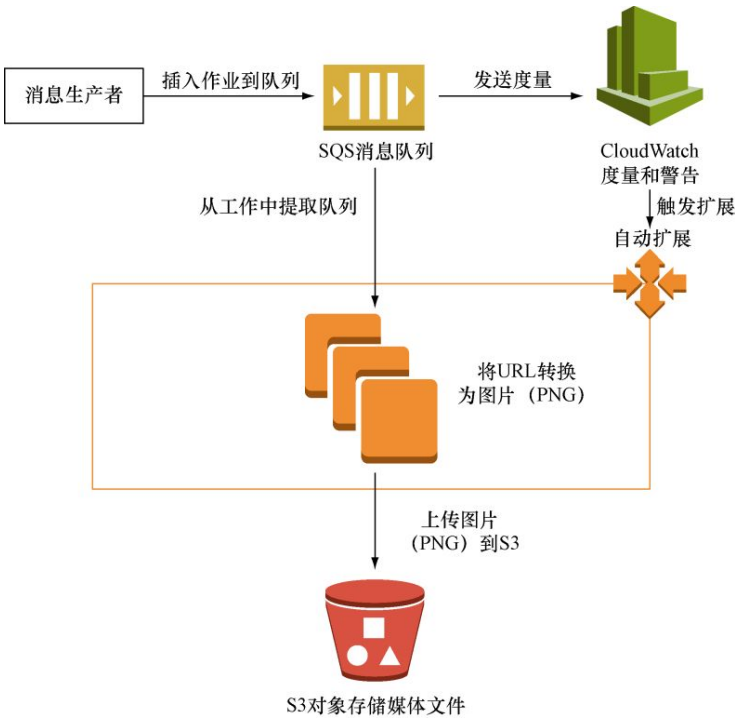 消息生产者
插入作业到队列
发送度量
SQS消息队列
CloudWatch
度量和警告
从工作中提取队列
触发扩展
自动扩展
将URL转换
为图片（PNG）
上传图片
（PNG）到S3
S3对象存储媒体文件